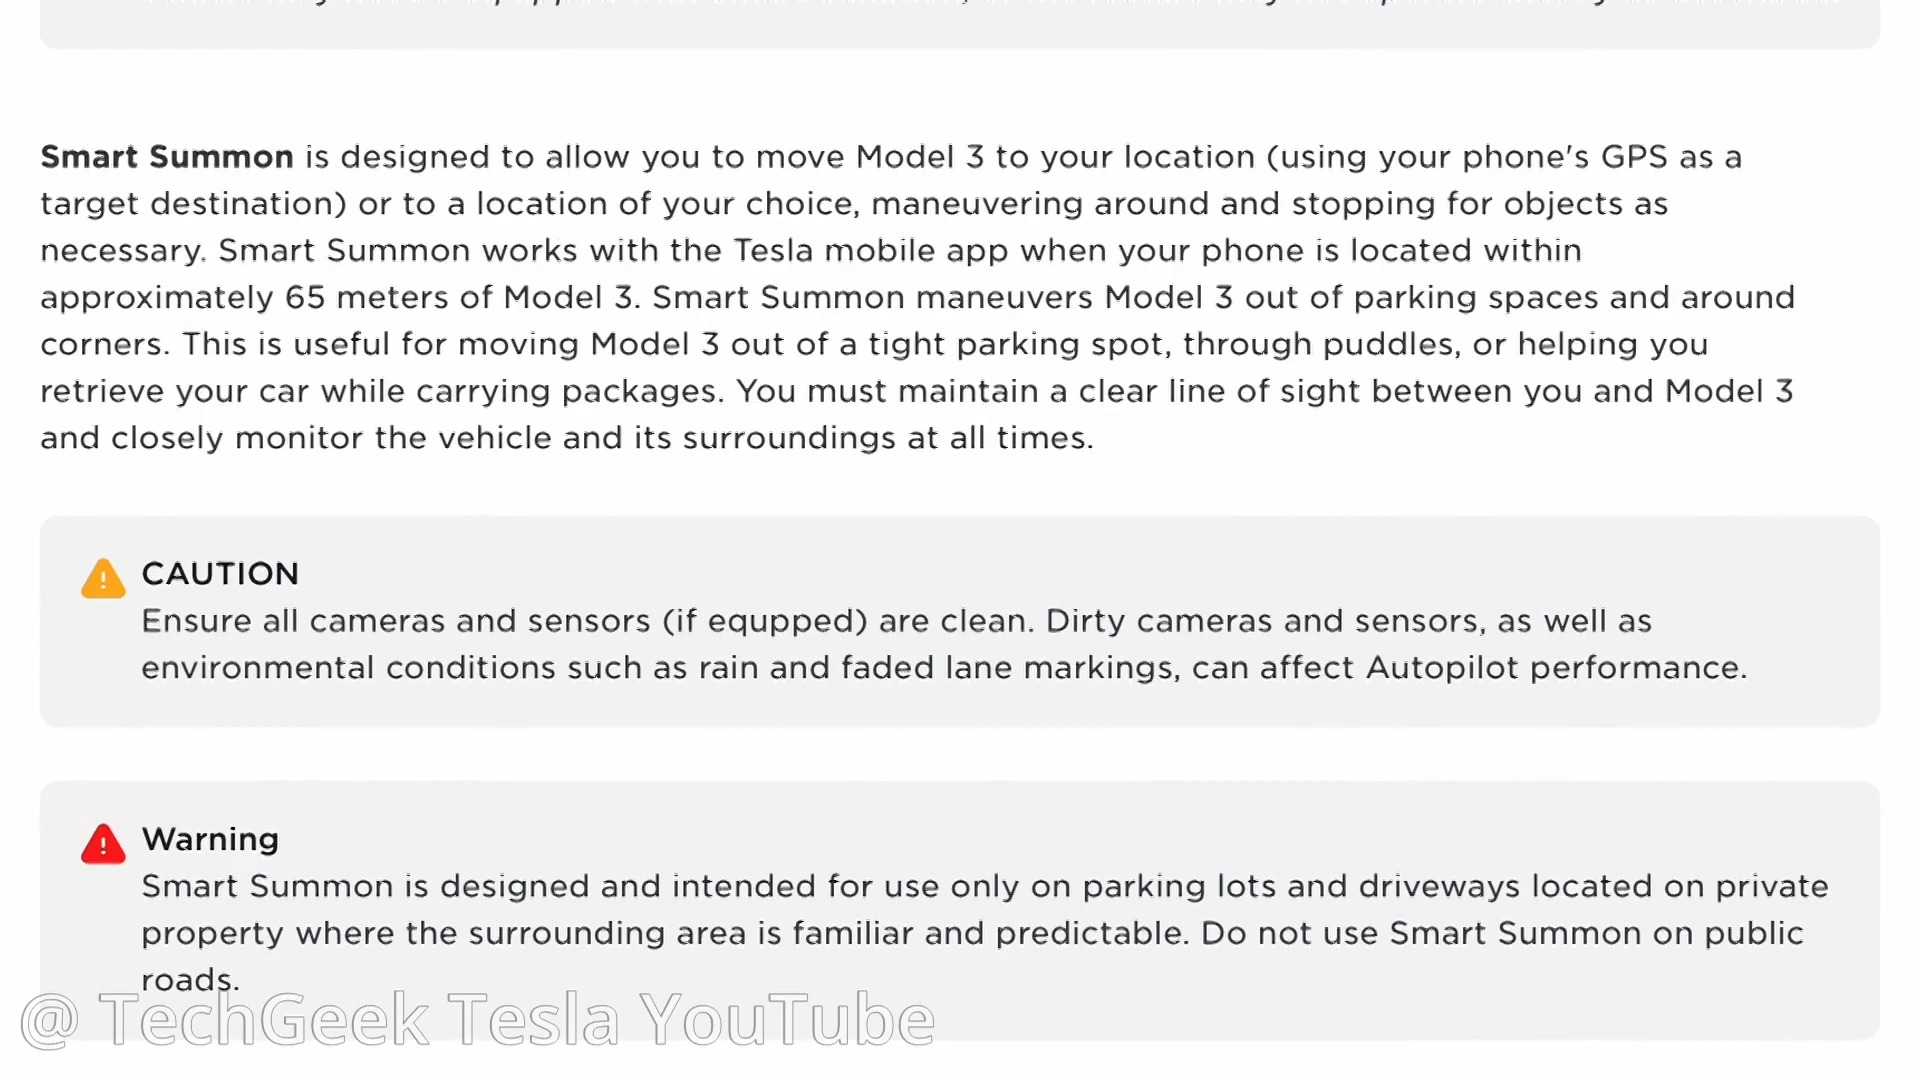 Smart Summon is designed to allow you to move Model 3 to your location (using your phone's GPS as a
target destination) or to a location of your choice, maneuvering around and stopping for objects as
necessary. Smart Summon works with the Tesla mobile app when your phone is located within
approximately 65 meters of Model 3. Smart Summon maneuvers Model 3 out of parking spaces and around
corners. This is useful for moving Model 3 out of a tight parking spot, through puddles, or helping you
retrieve your car while carrying packages. You must maintain a clear line of sight between you and Model 3
and closely monitor the vehicle and its surroundings at all times.
CAUTION
Ensure all cameras and sensors (if equpped) are clean. Dirty cameras and sensors, as well as
environmental conditions such as rain and faded lane markings, can affect Autopilot performance.
Warning
Smart Summon is designed and intended for use only on parking lots and driveways located on private
property where the surrounding area is familiar and predictable. Do not use Smart Summon on public
roads.
@ TechGeek Tesla YouTube